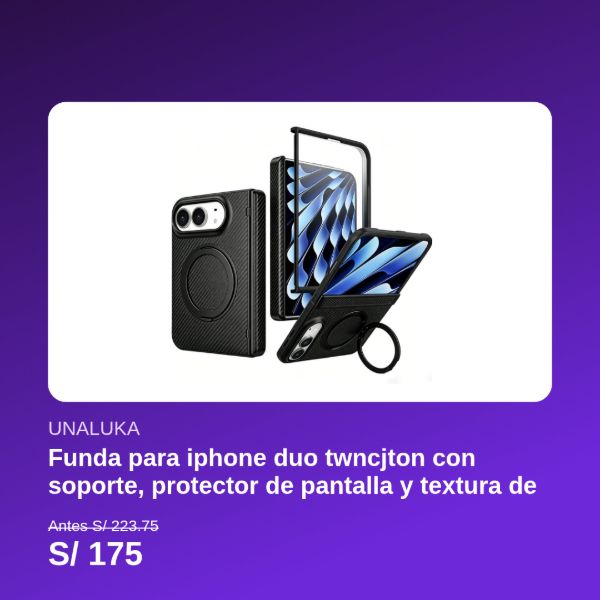 UNALUKA
Funda para iphone duo twncjton con
soporte, protector de pantalla y textura de
Antes S/ 223.75
S/ 175